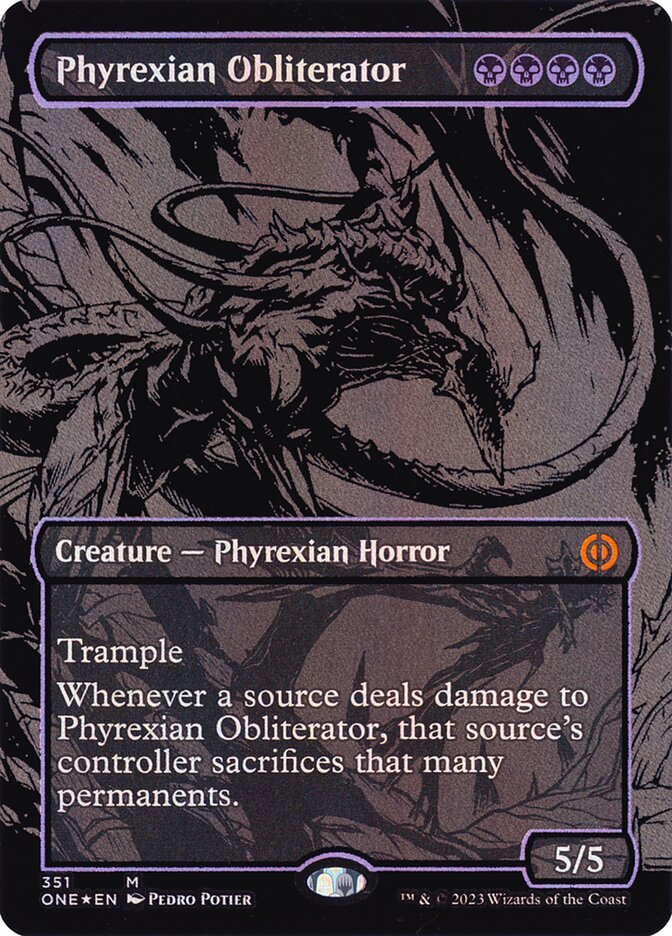 Phyrexian Obliterator
Creature — Phyrexian Horror
Trample
Whenever a source deals damage to
Phyrexian Obliterator, that source's
controller sacrifices that many
permanents.
5/5
351 M
ONE★EN Pedro Potier
™ & © 2023 Wizards of the Coast